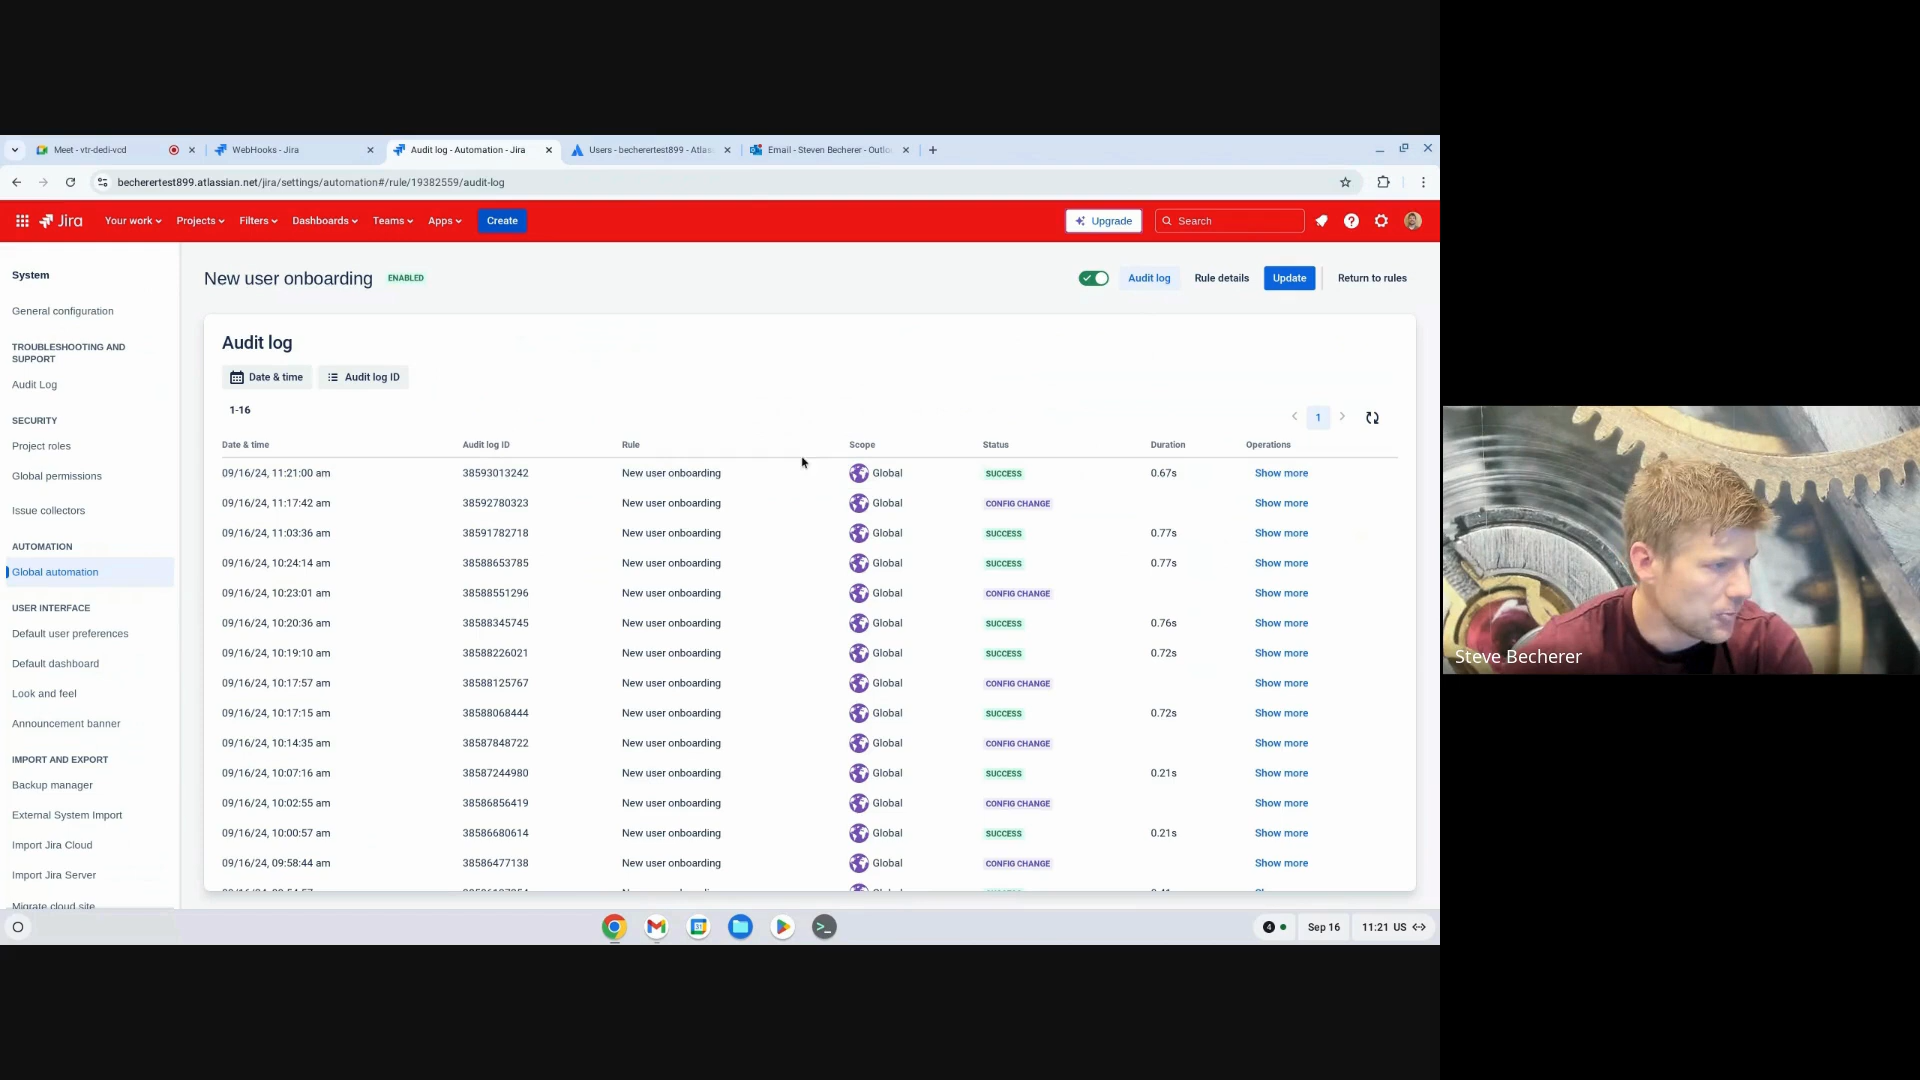 Meet - vtr-dedi-vcd
WebHooks - Jira
Audit log - Automation - Jira
Users - becherertest899 - Atlas
Email - Steven Becherer - Outlo
becherertest899.atlassian.net/jira/settings/automation#/rule/19382559/audit-log
Jira Your work Projects Filters Dashboards Teams Apps Create Upgrade Search
System
General configuration
TROUBLESHOOTING AND
SUPPORT
Audit Log
SECURITY
Project roles
Global permissions
Issue collectors
AUTOMATION
Global automation
USER INTERFACE
Default user preferences
Default dashboard
Look and feel
Announcement banner
IMPORT AND EXPORT
Backup manager
External System Import
Import Jira Cloud
Import Jira Server
Migrate cloud site
New user onboarding ENABLED Audit log Rule details Update Return to rules
Audit log
Date & time Audit log ID
1-16 1
Date & time Audit log ID Rule Scope Status Duration Operations
09/16/24, 11:21:00 am 38593013242 New user onboarding Global SUCCESS 0.67s Show more
09/16/24, 11:17:42 am 38592780323 New user onboarding Global CONFIG CHANGE Show more
09/16/24, 11:03:36 am 38591782718 New user onboarding Global SUCCESS 0.77s Show more
09/16/24, 10:24:14 am 38588653785 New user onboarding Global SUCCESS 0.77s Show more
09/16/24, 10:23:01 am 38588551296 New user onboarding Global CONFIG CHANGE Show more
09/16/24, 10:20:36 am 38588345745 New user onboarding Global SUCCESS 0.76s Show more
09/16/24, 10:19:10 am 38588226021 New user onboarding Global SUCCESS 0.72s Show more
09/16/24, 10:17:57 am 38588125767 New user onboarding Global CONFIG CHANGE Show more
09/16/24, 10:17:15 am 38588068444 New user onboarding Global SUCCESS 0.72s Show more
09/16/24, 10:14:35 am 38587848722 New user onboarding Global CONFIG CHANGE Show more
09/16/24, 10:07:16 am 38587244980 New user onboarding Global SUCCESS 0.21s Show more
09/16/24, 10:02:55 am 38586856419 New user onboarding Global CONFIG CHANGE Show more
09/16/24, 10:00:57 am 38586680614 New user onboarding Global SUCCESS 0.21s Show more
09/16/24, 09:58:44 am 38586477138 New user onboarding Global CONFIG CHANGE Show more
4 Sep 16 11:21 US
Steve Becherer